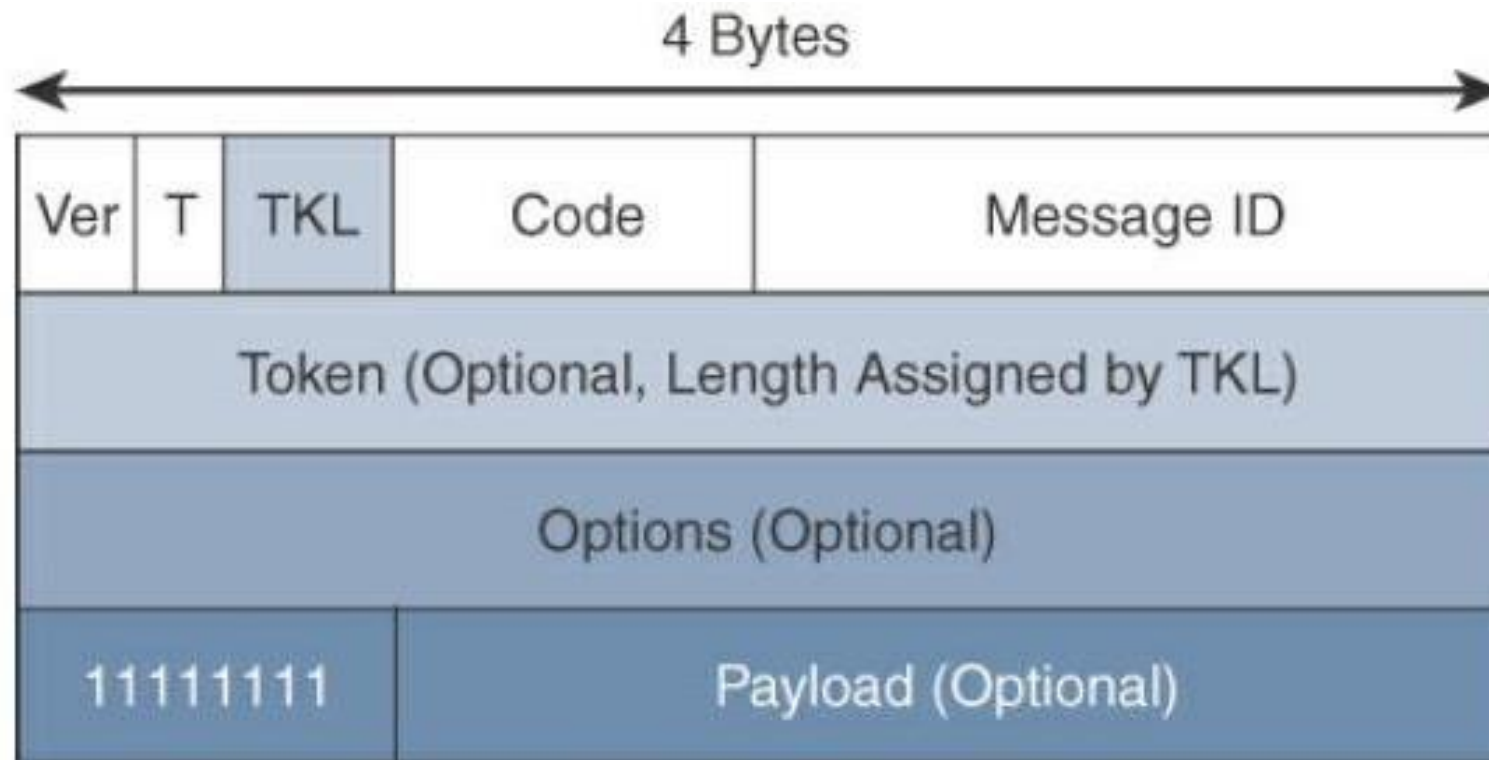 4 Bytes
Ver T TKL Code Message ID
Token (Optional, Length Assigned by TKL)
Options (Optional)
11111111 Payload (Optional)